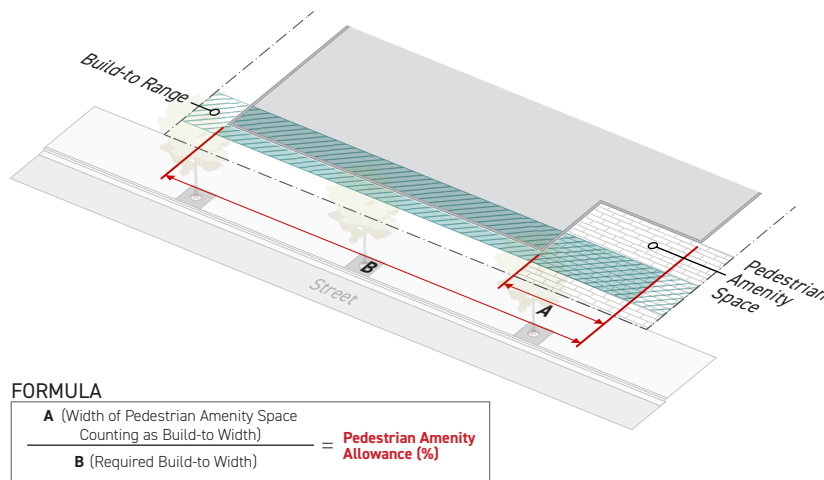 Build-to Range
B
A
Street
Pedestrian
Amenity
Space
FORMULA
A (Width of Pedestrian Amenity Space
Counting as Build-to Width)
B (Required Build-to Width)
= Pedestrian Amenity
Allowance (%)